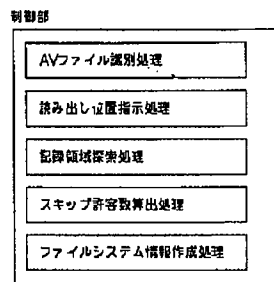 制御部
AVファイル識別処理
読み出し位置指示処理
記録領域探索処理
スキップ許容数算出処理
ファイルシステム情報作成処理